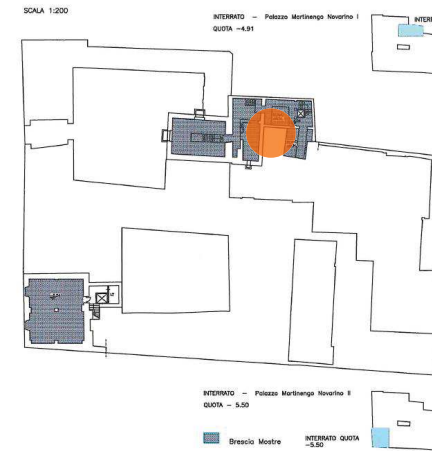 SCALA 1:200
INTERRATO – Palazzo Martinengo Novarino I
QUOTA -4.91
INTERR
INTERRATO – Palazzo Martinengo Novarino II
QUOTA - 5.50
Brescia Mostre
INTERRATO QUOTA
-5.50